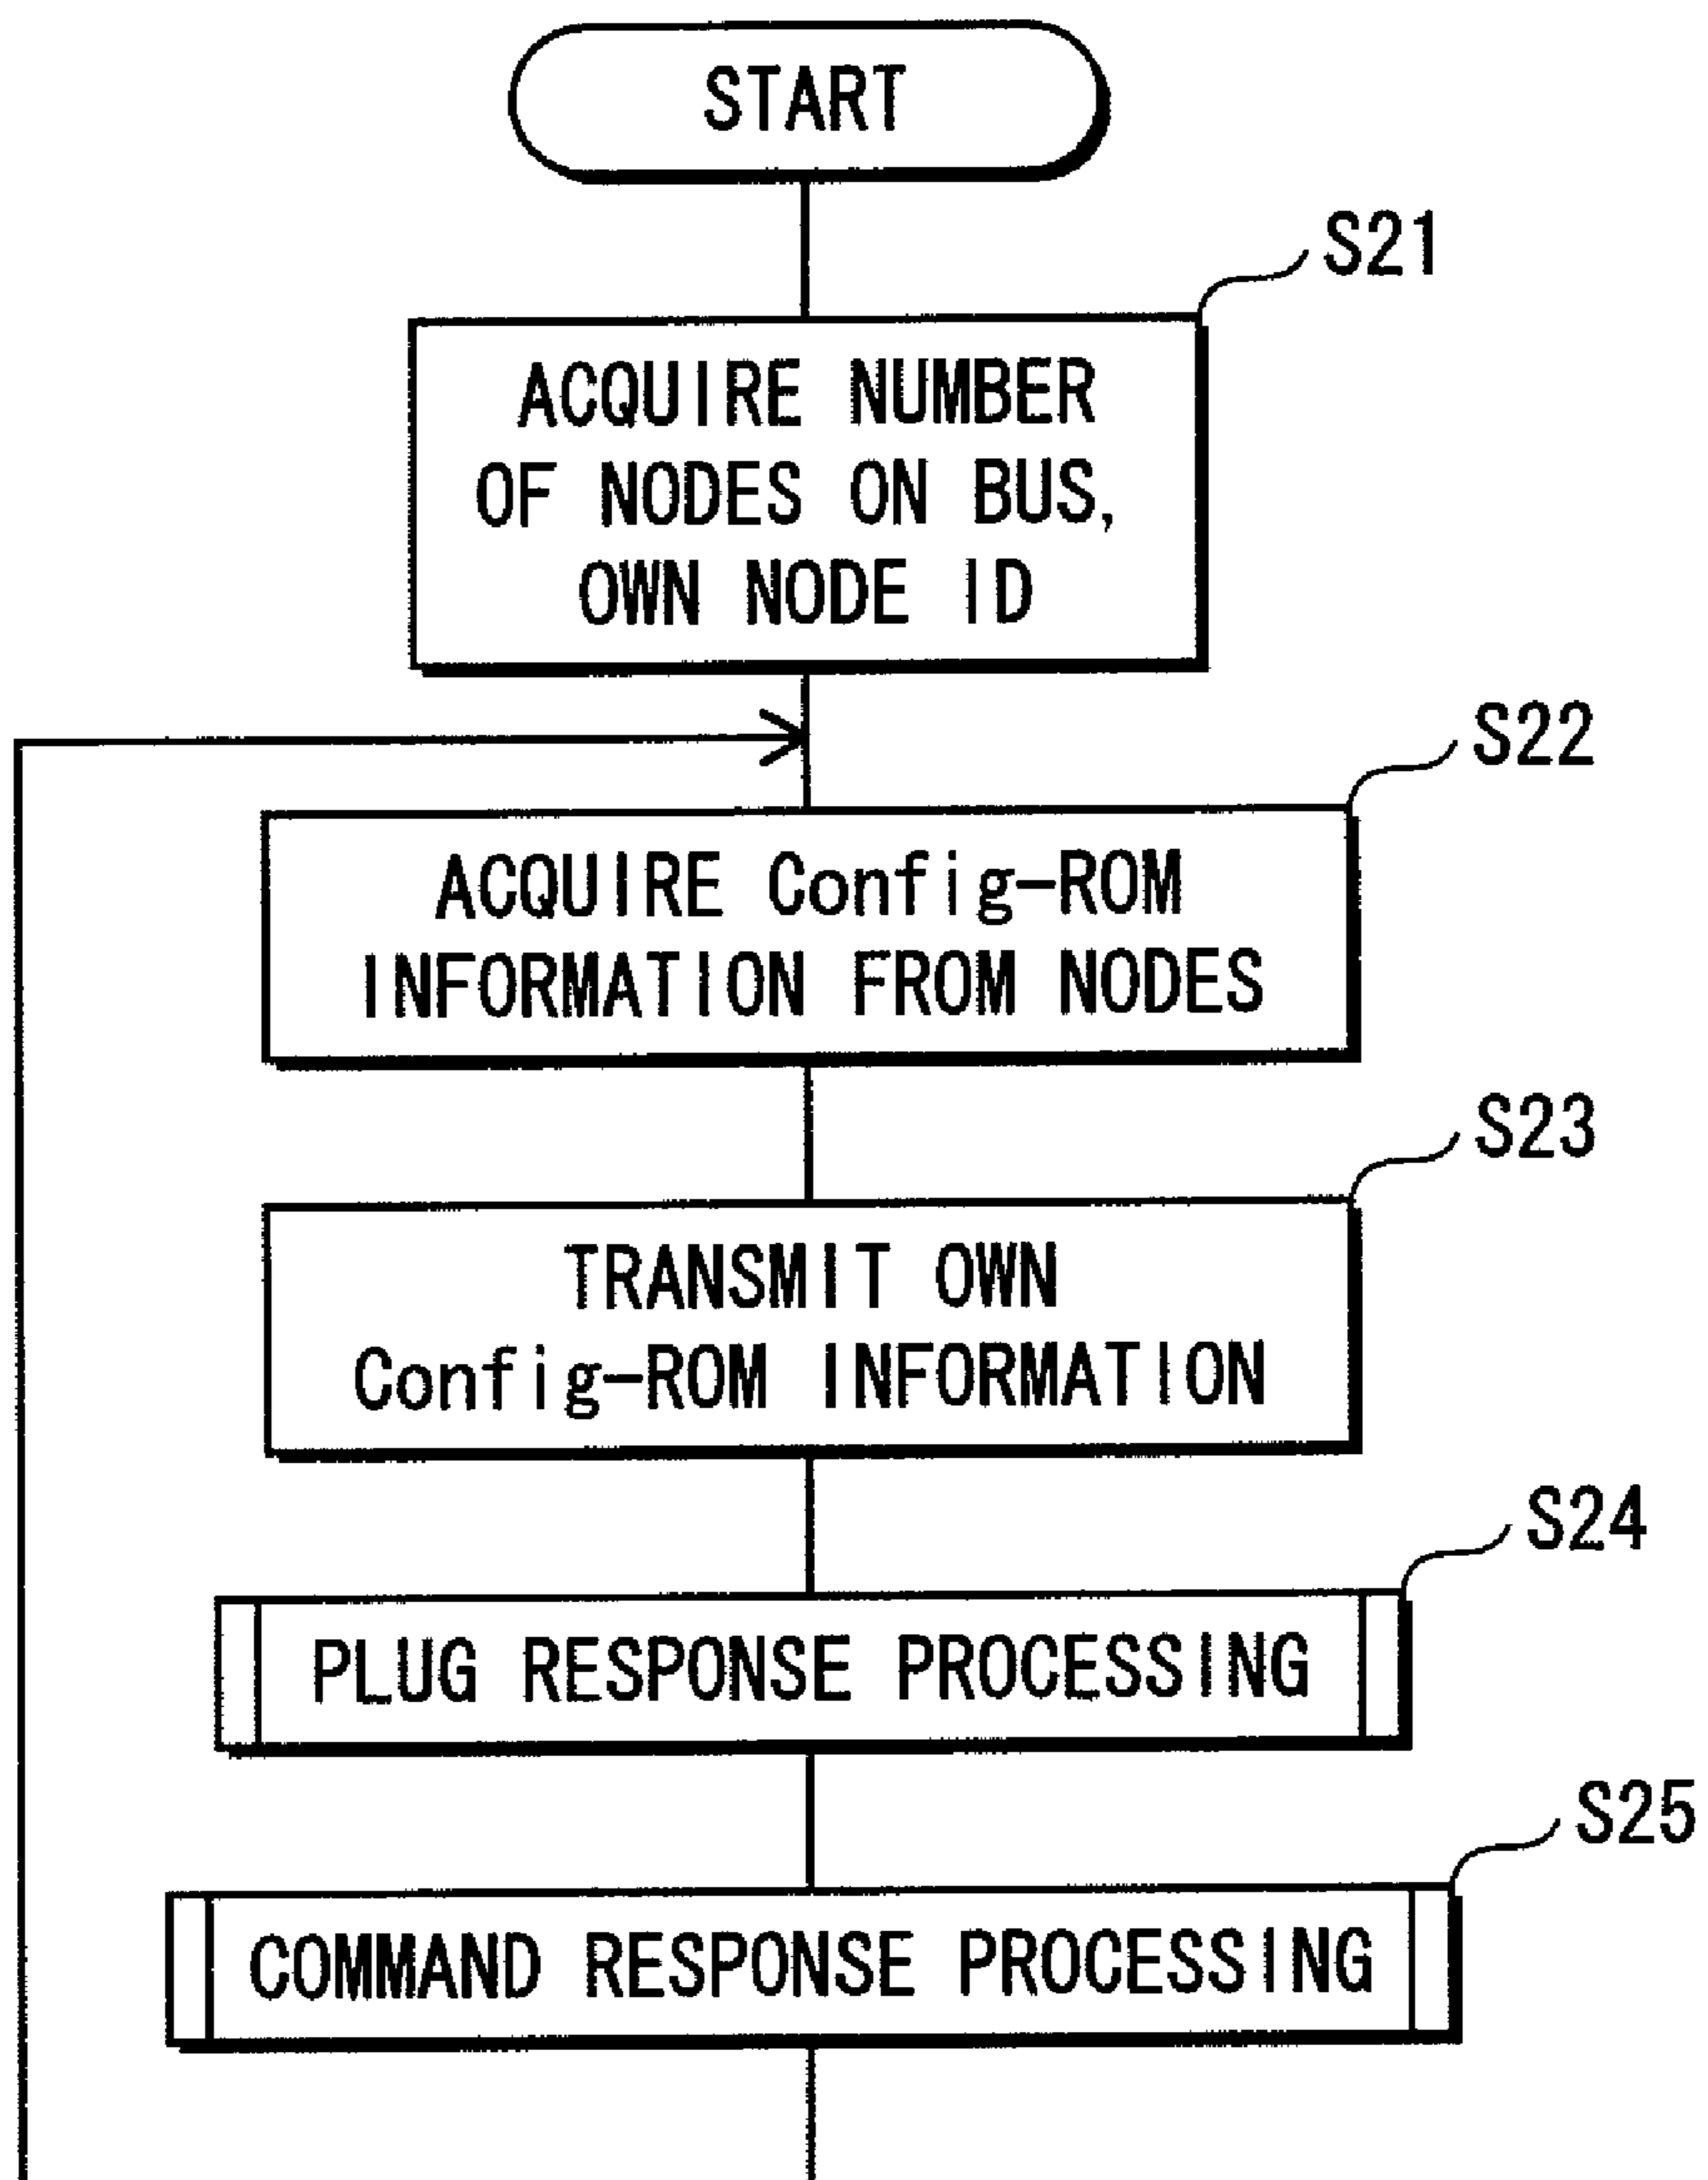 START
S21
ACQUIRE NUMBER
OF NODES ON BUS,
OWN NODE ID
S22
ACQUIRE Config-ROM
INFORMATION FROM NODES
S23
TRANSMIT OWN
Config-ROM INFORMATION
S24
PLUG RESPONSE PROCESSING
S25
COMMAND RESPONSE PROCESSING